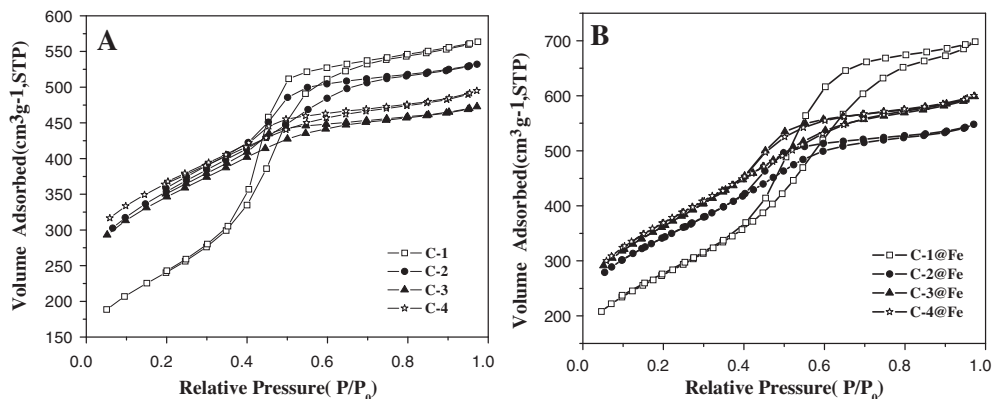 A
Volume Adsorbed(cm3g-1,STP)
600
550
500
450
400
350
300
250
200
150
0.0
0.2
0.4
0.6
0.8
1.0
Relative Pressure( P/P0)
C-1
C-2
C-3
C-4
B
Volume Adsorbed(cm3g-1,STP)
700
600
500
400
300
200
0.0
0.2
0.4
0.6
0.8
1.0
Relative Pressure( P/P0)
C-1@Fe
C-2@Fe
C-3@Fe
C-4@Fe